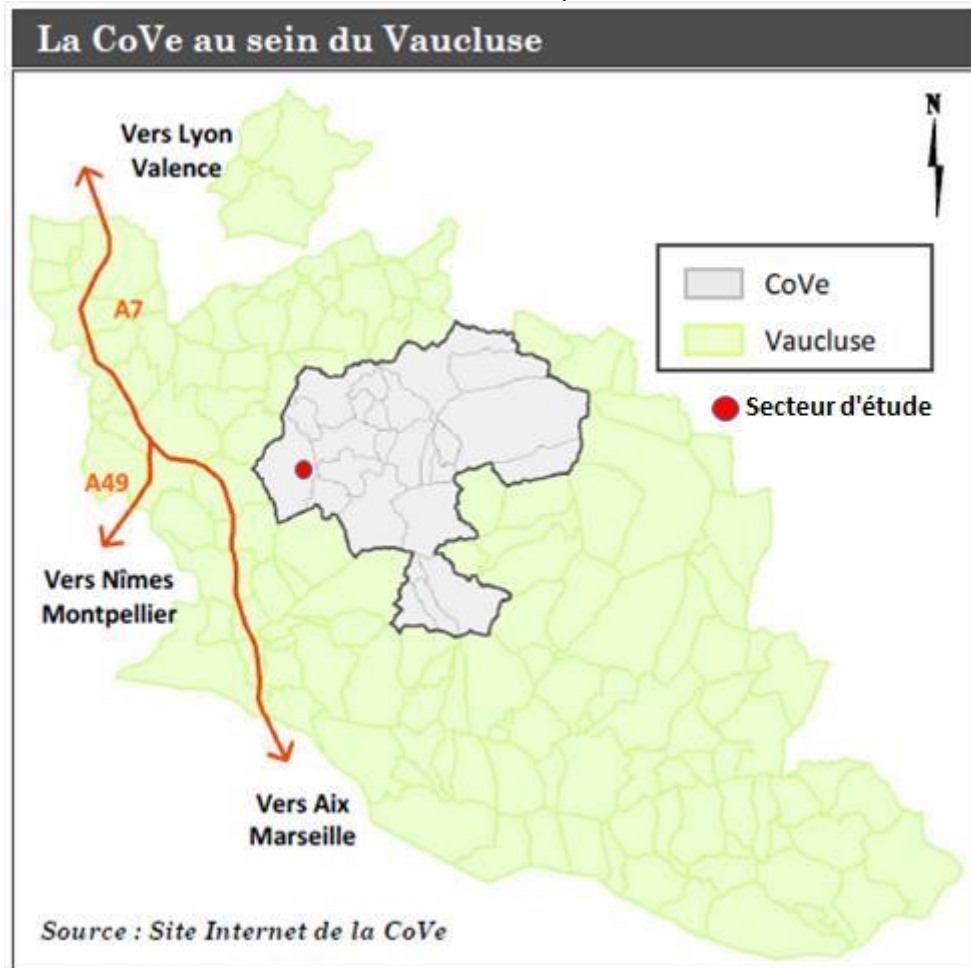 La CoVe au sein du Vaucluse
Vers Lyon
Valence
N
A7
CoVe
Vaucluse
Secteur d'étude
A49
Vers Nîmes
Montpellier
Vers Aix
Marseille
Source : Site Internet de la CoVe